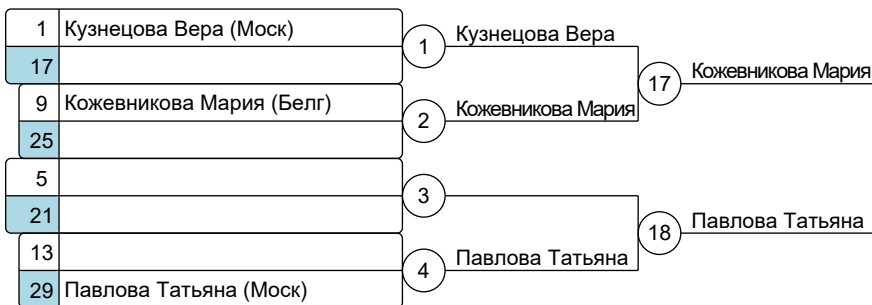 1 Кузнецова Вера (Моск)
17
9 Кожевникова Мария (Белг)
25
5
21
13
29 Павлова Татьяна (Моск)
1 Кузнецова Вера
2 Кожевникова Мария
3
4 Павлова Татьяна
17 Кожевникова Мария
18 Павлова Татьяна